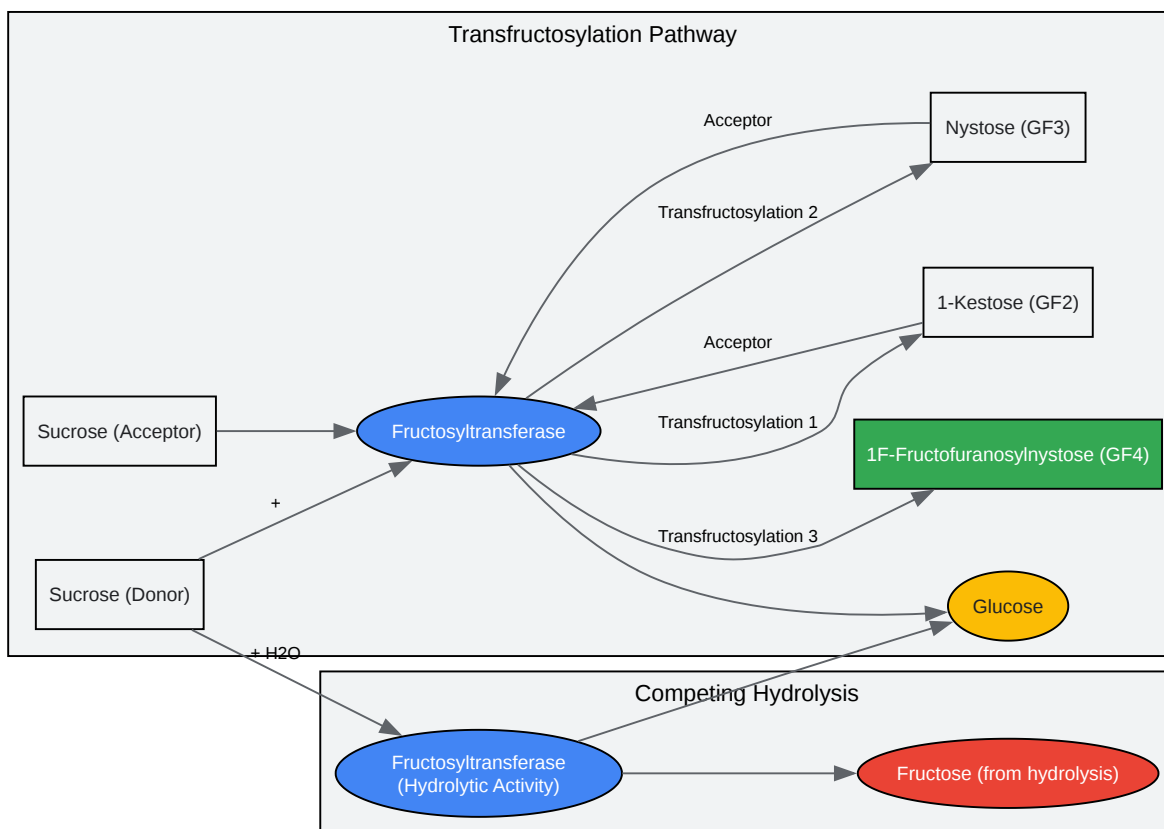 Transfructosylation Pathway
Acceptor
Nystose (GF3)
Transfructosylation 2
1-Kestose (GF2)
Acceptor
Sucrose (Acceptor)
Fructosyltransferase
Transfructosylation 1
1F-Fructofuranosylnystose (GF4)
+
Transfructosylation 3
Sucrose (Donor)
Glucose
+ H2O
Competing Hydrolysis
Fructosyltransferase
(Hydrolytic Activity)
Fructose (from hydrolysis)